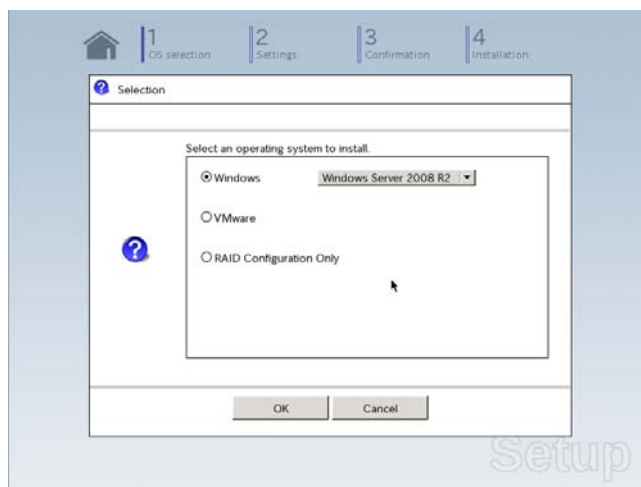 1 OS selection
2 Settings
3 Confirmation
4 Installation
Selection
Select an operating system to install.
Windows Windows Server 2008 R2
VMware
RAID Configuration Only
OK Cancel
Setup